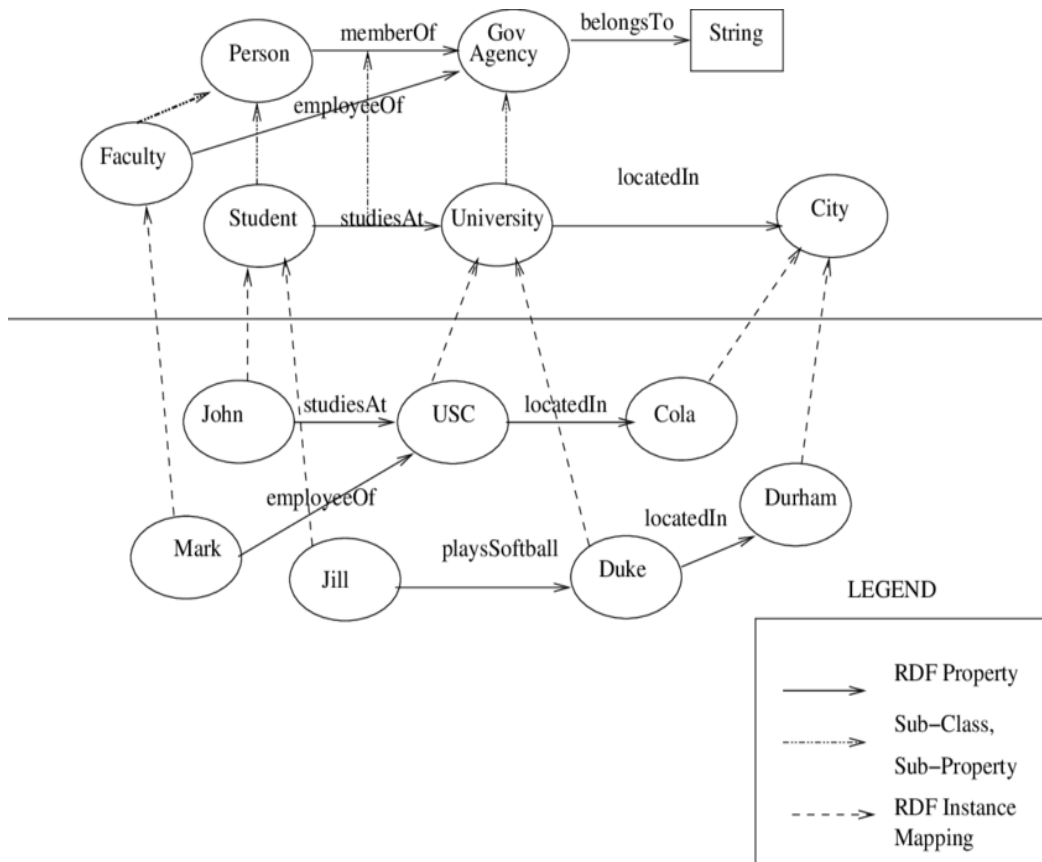 Person
memberOf
Gov
Agency
belongsTo
String
employeeOf
Faculty
Student
studiesAt
University
locatedIn
City
John
studiesAt
USC
locatedIn
Cola
employeeOf
Mark
Jill
playsSoftball
Duke
locatedIn
Durham
LEGEND
RDF Property
Sub–Class,
Sub–Property
RDF Instance
Mapping